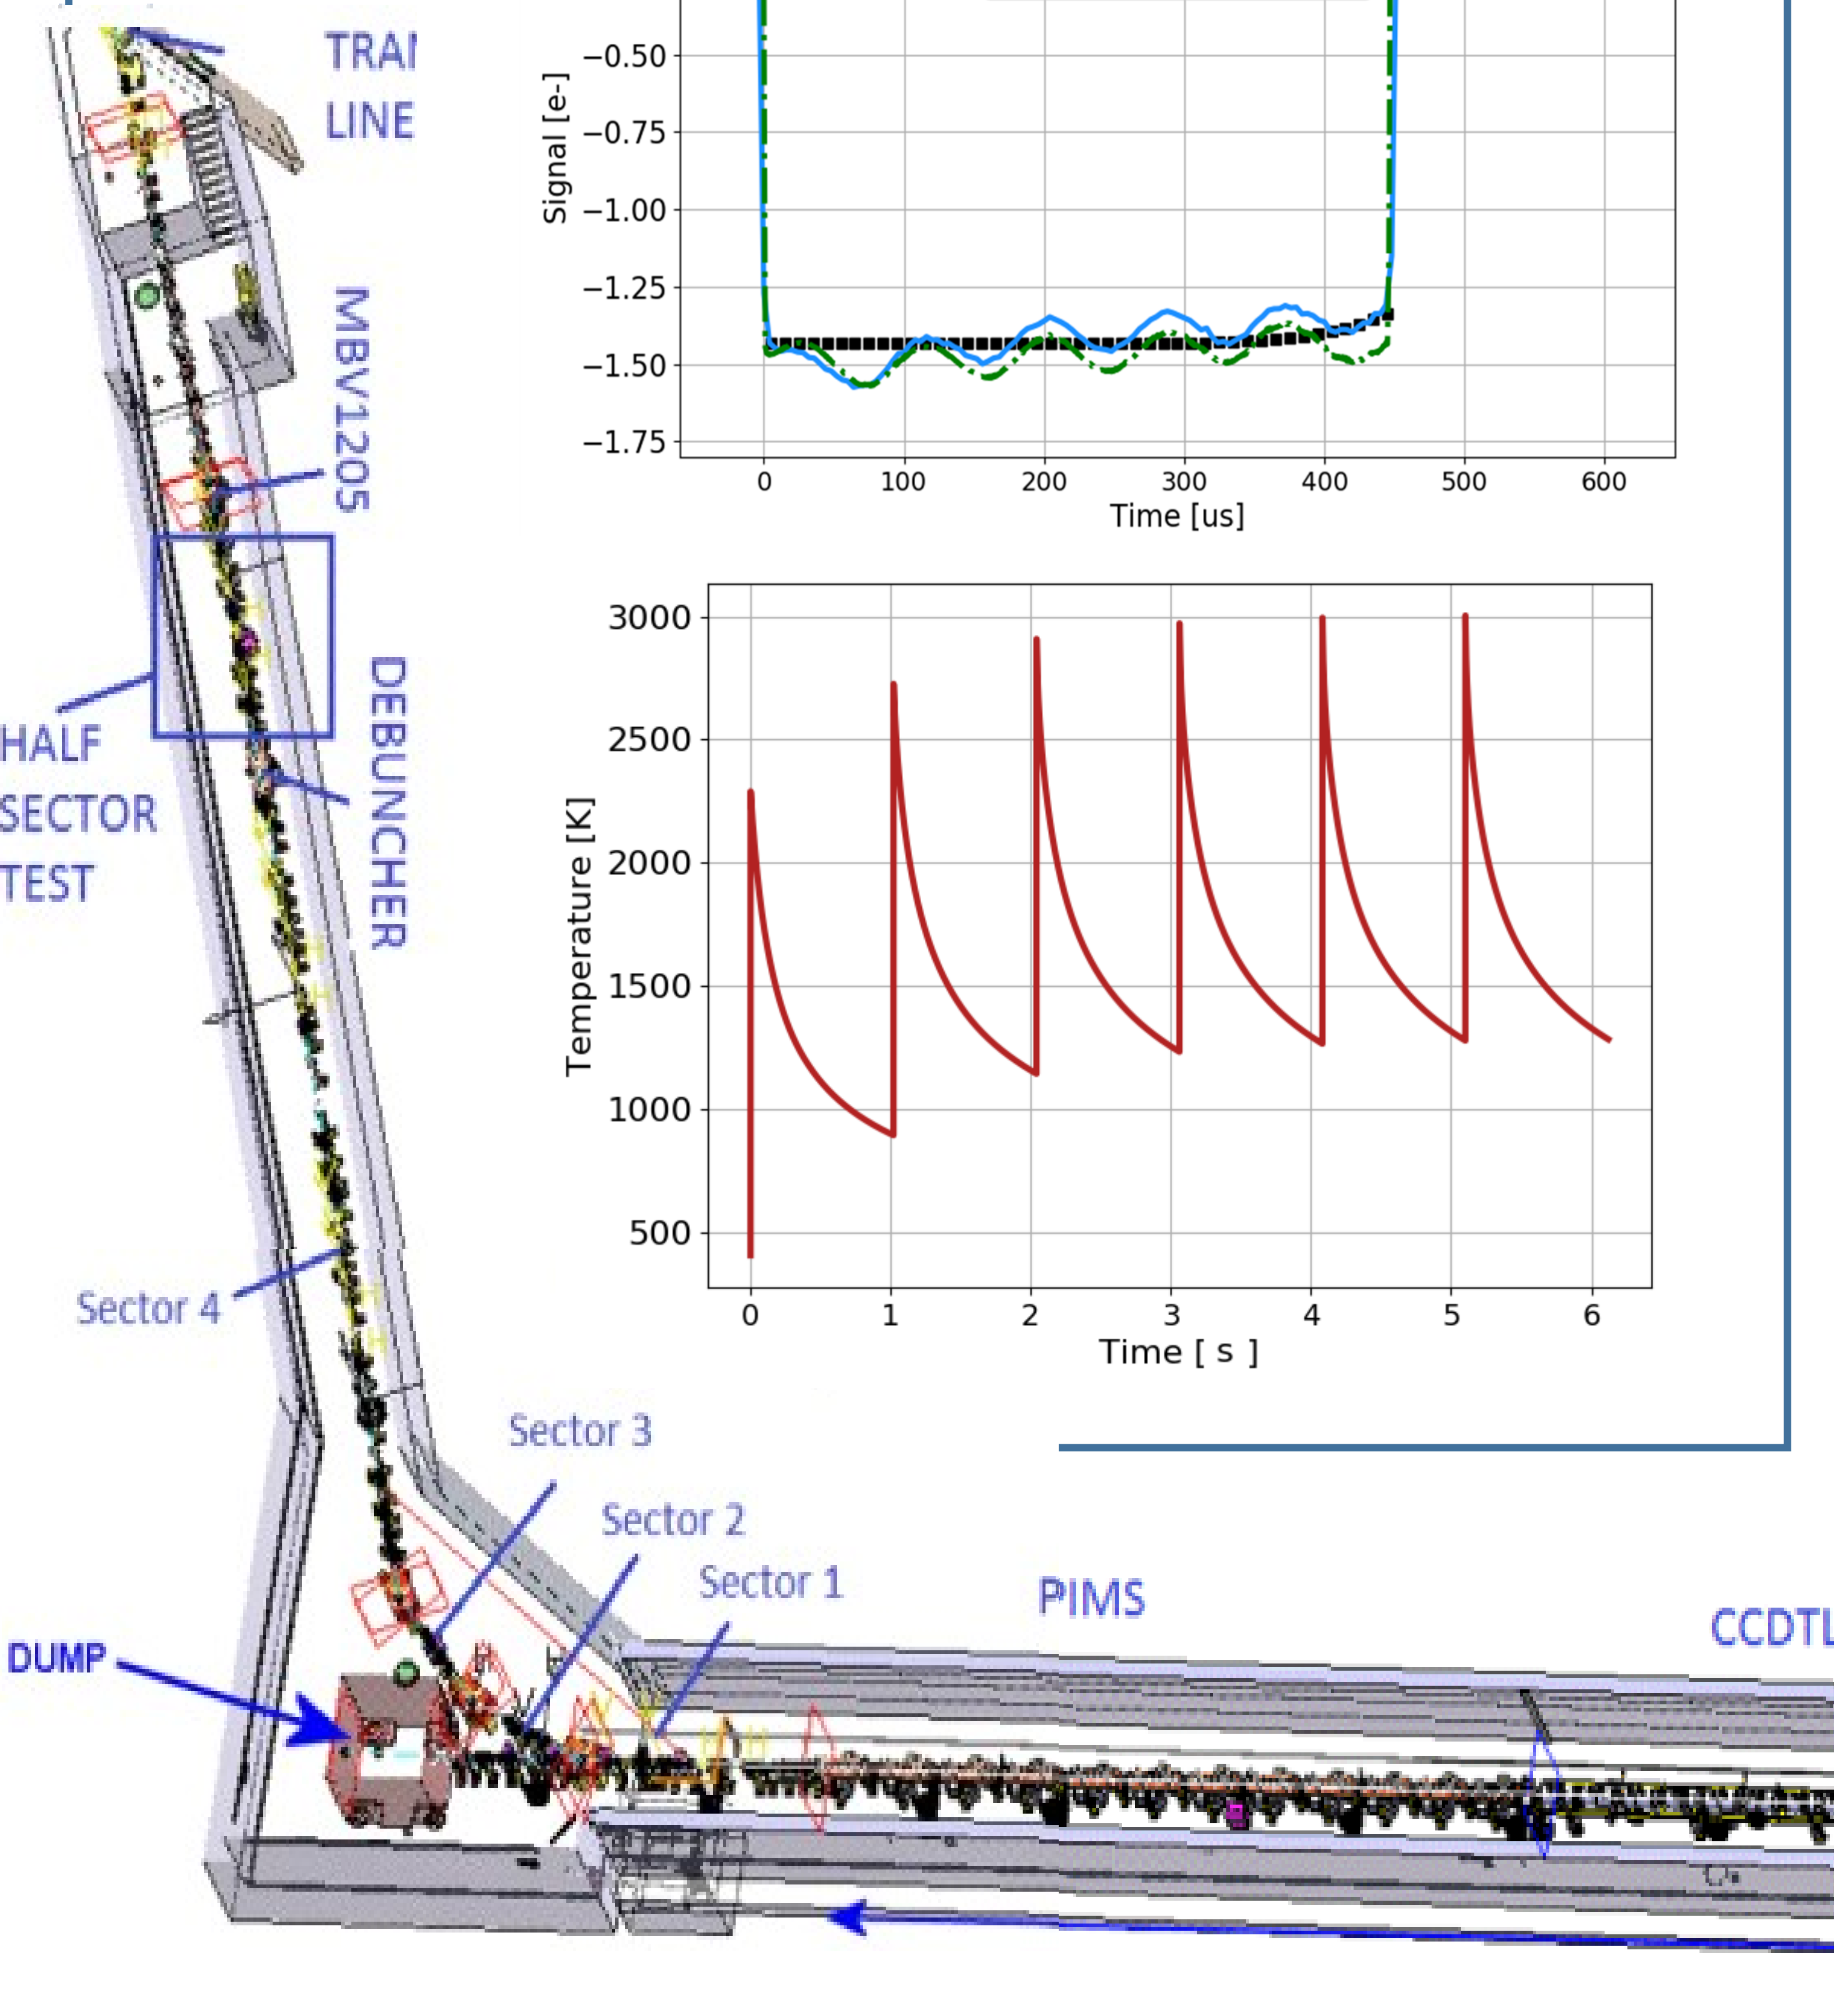 TRAI
LINE
MBV1205
HALF
SECTOR
TEST
DEBUNCHER
Sector 4
Sector 3
Sector 2
Sector 1
PIMS
CCDTL
DUMP
Signal [e-]
−0.50
−0.75
−1.00
−1.25
−1.50
−1.75
0 100 200 300 400 500 600
Time [us]
Temperature [K]
3000
2500
2000
1500
1000
500
0 1 2 3 4 5 6
Time [ s ]